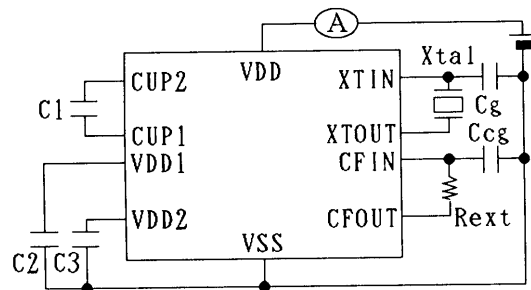 A
VDD
Xtal
CUP2
XTIN
C1
Cg
CUP1
XTOUT
Ccg
VDD1
CFIN
VDD2
CFOUT
Rext
VSS
C2
C3